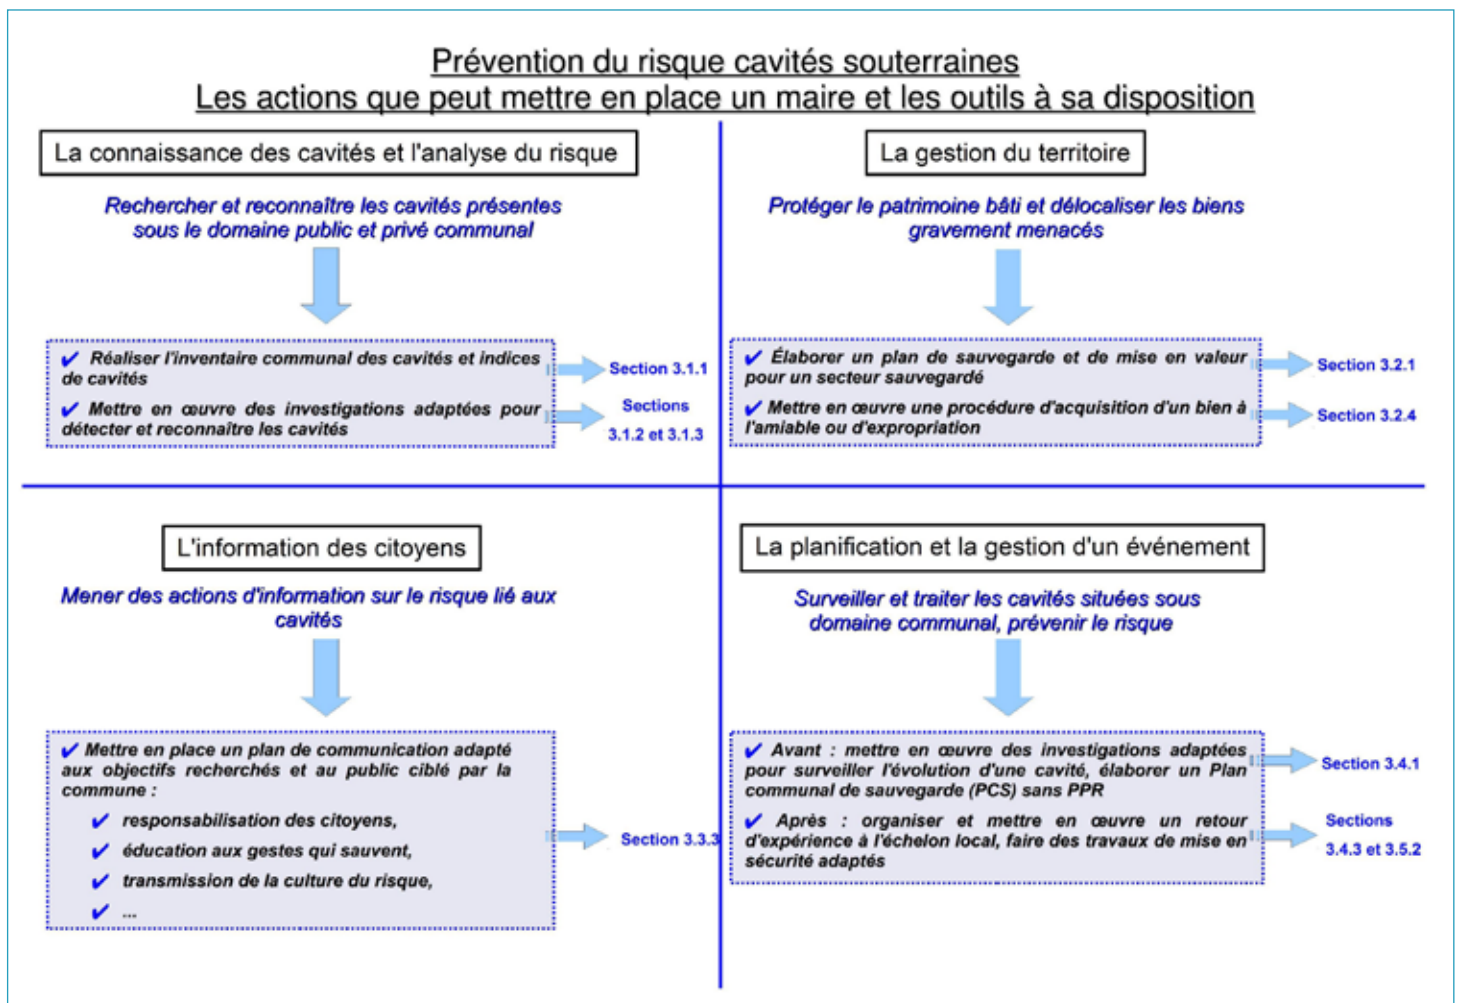 Prévention du risque cavités souterraines
Les actions que peut mettre en place un maire et les outils à sa disposition
La connaissance des cavités et l'analyse du risque
Rechercher et reconnaître les cavités présentes
sous le domaine public et privé communal
✔ Réaliser l'inventaire communal des cavités et indices
de cavités
Section 3.1.1
✔ Mettre en œuvre des investigations adaptées pour
détecter et reconnaître les cavités
Sections
3.1.2 et 3.1.3
La gestion du territoire
Protéger le patrimoine bâti et délocaliser les biens
gravement menacés
✔ Élaborer un plan de sauvegarde et de mise en valeur
pour un secteur sauvegardé
Section 3.2.1
✔ Mettre en œuvre une procédure d'acquisition d'un bien à
l'amiable ou d'expropriation
Section 3.2.4
L'information des citoyens
Mener des actions d'information sur le risque lié aux
cavités
✔ Mettre en place un plan de communication adapté
aux objectifs recherchés et au public ciblé par la
commune :
✔ responsabilisation des citoyens,
✔ éducation aux gestes qui sauvent,
✔ transmission de la culture du risque,
✔ ...
Section 3.3.3
La planification et la gestion d'un événement
Surveiller et traiter les cavités situées sous
domaine communal, prévenir le risque
✔ Avant : mettre en œuvre des investigations adaptées
pour surveiller l'évolution d'une cavité, élaborer un Plan
communal de sauvegarde (PCS) sans PPR
Section 3.4.1
✔ Après : organiser et mettre en œuvre un retour
d'expérience à l'échelon local, faire des travaux de mise en
sécurité adaptés
Sections
3.4.3 et 3.5.2